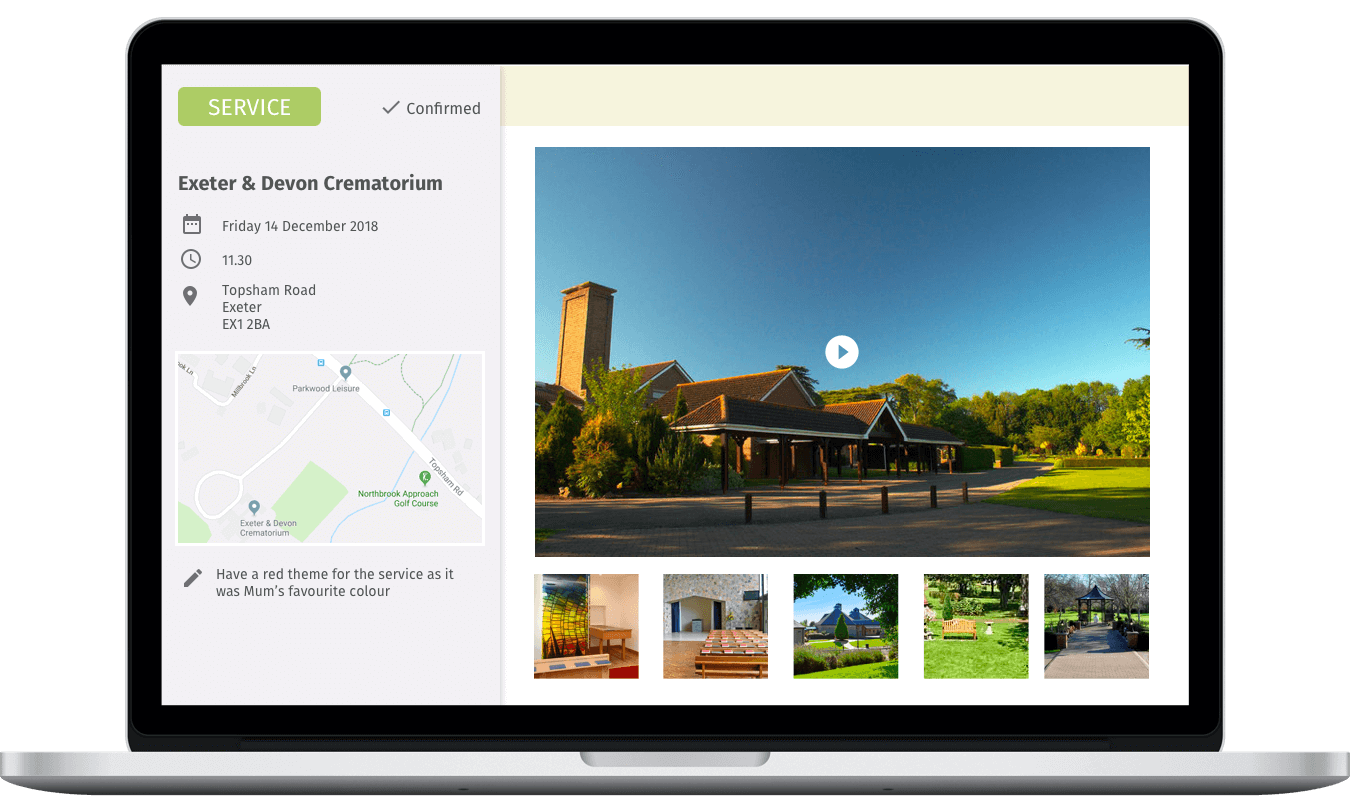 SERVICE
Confirmed
Exeter & Devon Crematorium
Friday 14 December 2018
11.30
Topsham Road
Exeter
EX1 2BA
ook Ln
Millbrook Ln
Parkwood Leisure
Topsham Rd
Northbrook Approach
Golf Course
Exeter & Devon
Crematorium
Have a red theme for the service as it
was Mum's favourite colour